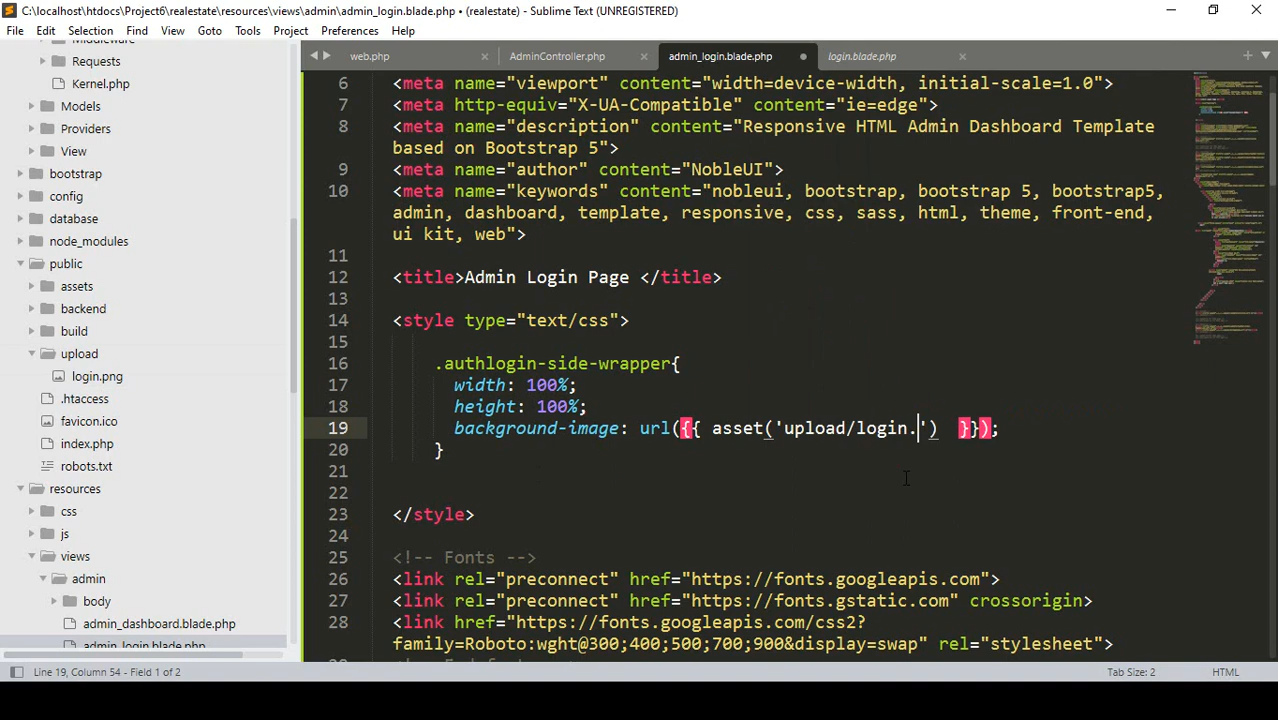 C:\localhost\htdocs\Project6\realestate\resources\views\admin\admin_login.blade.php • (realestate) - Sublime Text (UNREGISTERED)
File Edit Selection Find View Goto Tools Project Preferences Help
Middleware
Requests
Kernel.php
Models
Providers
View
bootstrap
config
database
node_modules
public
assets
backend
build
upload
login.png
.htaccess
favicon.ico
index.php
robots.txt
resources
css
js
views
admin
body
admin_dashboard.blade.php
admin_login.blade.php
web.php AdminController.php admin_login.blade.php login.blade.php
6 <meta name="viewport" content="width=device-width, initial-scale=1.0">
7 <meta http-equiv="X-UA-Compatible" content="ie=edge">
8 <meta name="description" content="Responsive HTML Admin Dashboard Template
based on Bootstrap 5">
9 <meta name="author" content="NobleUI">
10 <meta name="keywords" content="nobleui, bootstrap, bootstrap 5, bootstrap5,
admin, dashboard, template, responsive, css, sass, html, theme, front-end,
ui kit, web">
11
12 <title>Admin Login Page </title>
13
14 <style type="text/css">
15
16 .authlogin-side-wrapper{
17 width: 100%;
18 height: 100%;
19 background-image: url({{ asset('upload/login.')  }});
20 }
21
22
23 </style>
24
25 <!-- Fonts -->
26 <link rel="preconnect" href="https://fonts.googleapis.com">
27 <link rel="preconnect" href="https://fonts.gstatic.com" crossorigin>
28 <link href="https://fonts.googleapis.com/css2?
family=Roboto:wght@300;400;500;700;900&display=swap" rel="stylesheet">
Line 19, Column 54 - Field 1 of 2 Tab Size: 2 HTML